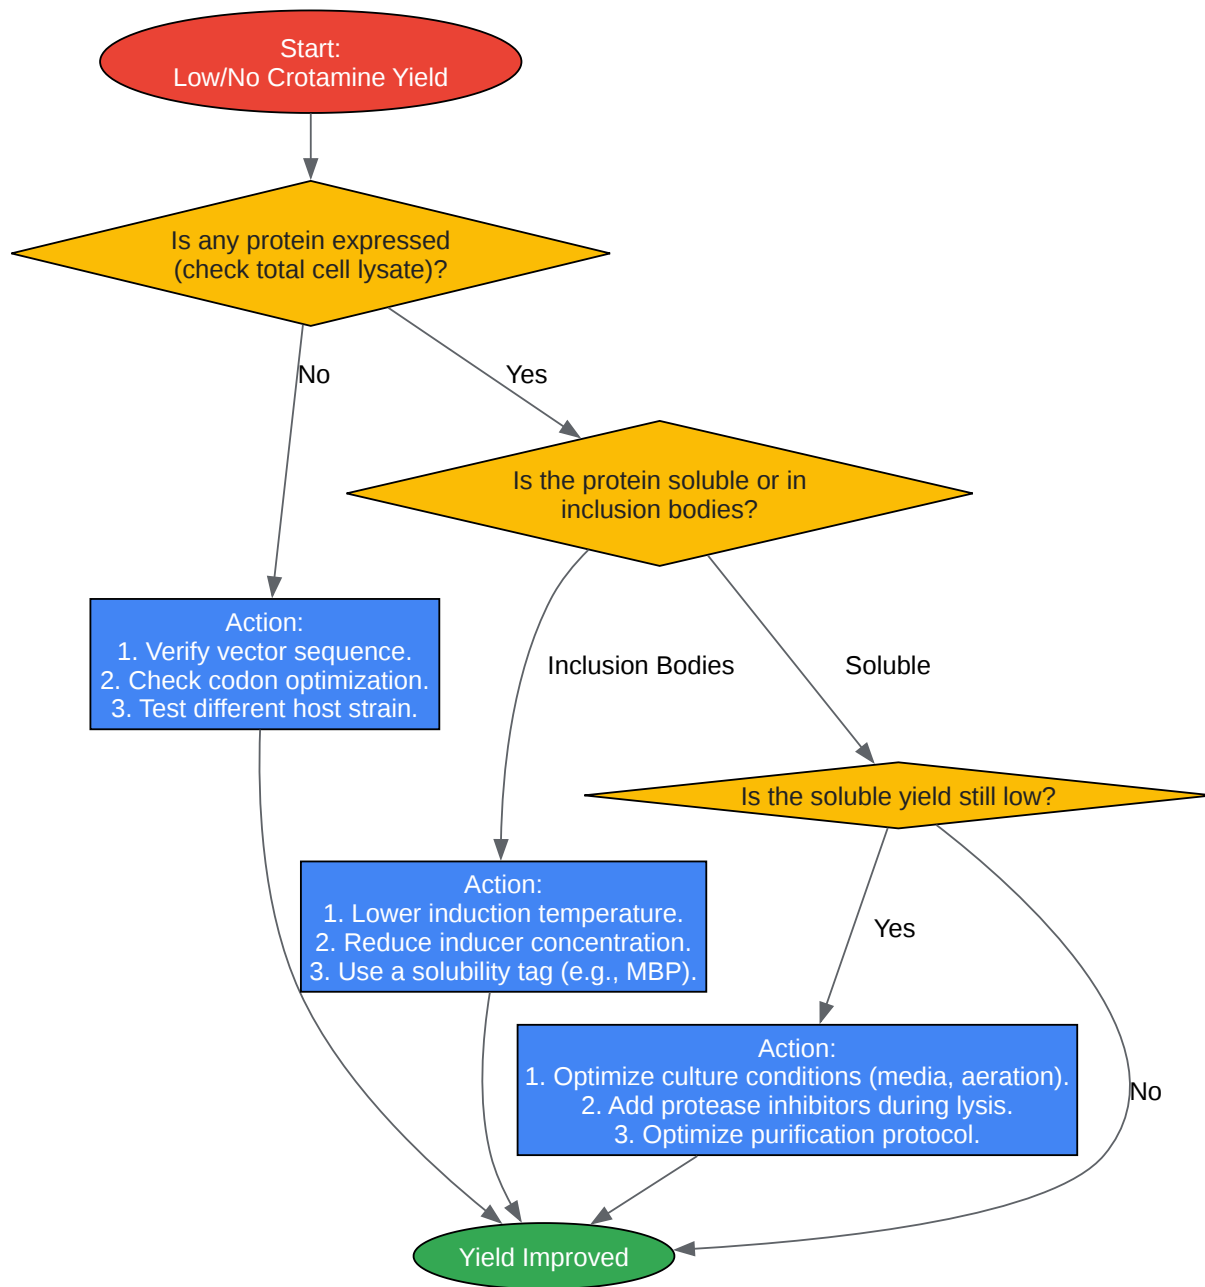 Start:
Low/No Crotamine Yield
Is any protein expressed
(check total cell lysate)?
No
Yes
Is the protein soluble or in
inclusion bodies?
Action:
1. Verify vector sequence.
2. Check codon optimization.
3. Test different host strain.
Inclusion Bodies
Soluble
Is the soluble yield still low?
Action:
1. Lower induction temperature.
2. Reduce inducer concentration.
3. Use a solubility tag (e.g., MBP).
Yes
Action:
1. Optimize culture conditions (media, aeration).
2. Add protease inhibitors during lysis.
3. Optimize purification protocol.
No
Yield Improved